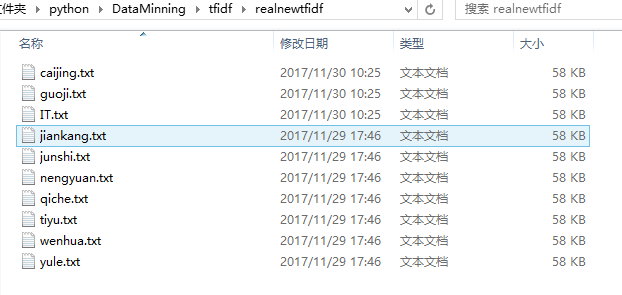 文件夹 › python › DataMinning › tfidf › realnewtfidf
搜索 realnewtfidf
名称 修改日期 类型 大小
caijing.txt 2017/11/30 10:25 文本文档 58 KB
guoji.txt 2017/11/30 10:25 文本文档 58 KB
IT.txt 2017/11/30 10:25 文本文档 58 KB
jiankang.txt 2017/11/29 17:46 文本文档 58 KB
junshi.txt 2017/11/29 17:46 文本文档 58 KB
nengyuan.txt 2017/11/29 17:46 文本文档 58 KB
qiche.txt 2017/11/29 17:46 文本文档 58 KB
tiyu.txt 2017/11/29 17:46 文本文档 58 KB
wenhua.txt 2017/11/29 17:46 文本文档 58 KB
yule.txt 2017/11/29 17:46 文本文档 58 KB